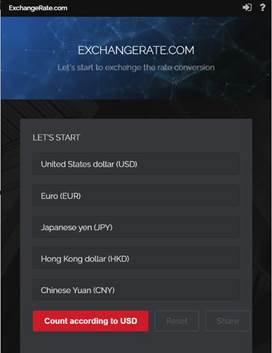 ExchangeRate.com
EXCHANGERATE.COM
Let's start to exchange the rate conversion
LET'S START
United States dollar (USD)
Euro (EUR)
Japanese yen (JPY)
Hong Kong dollar (HKD)
Chinese Yuan (CNY)
Count according to USD Reset Share